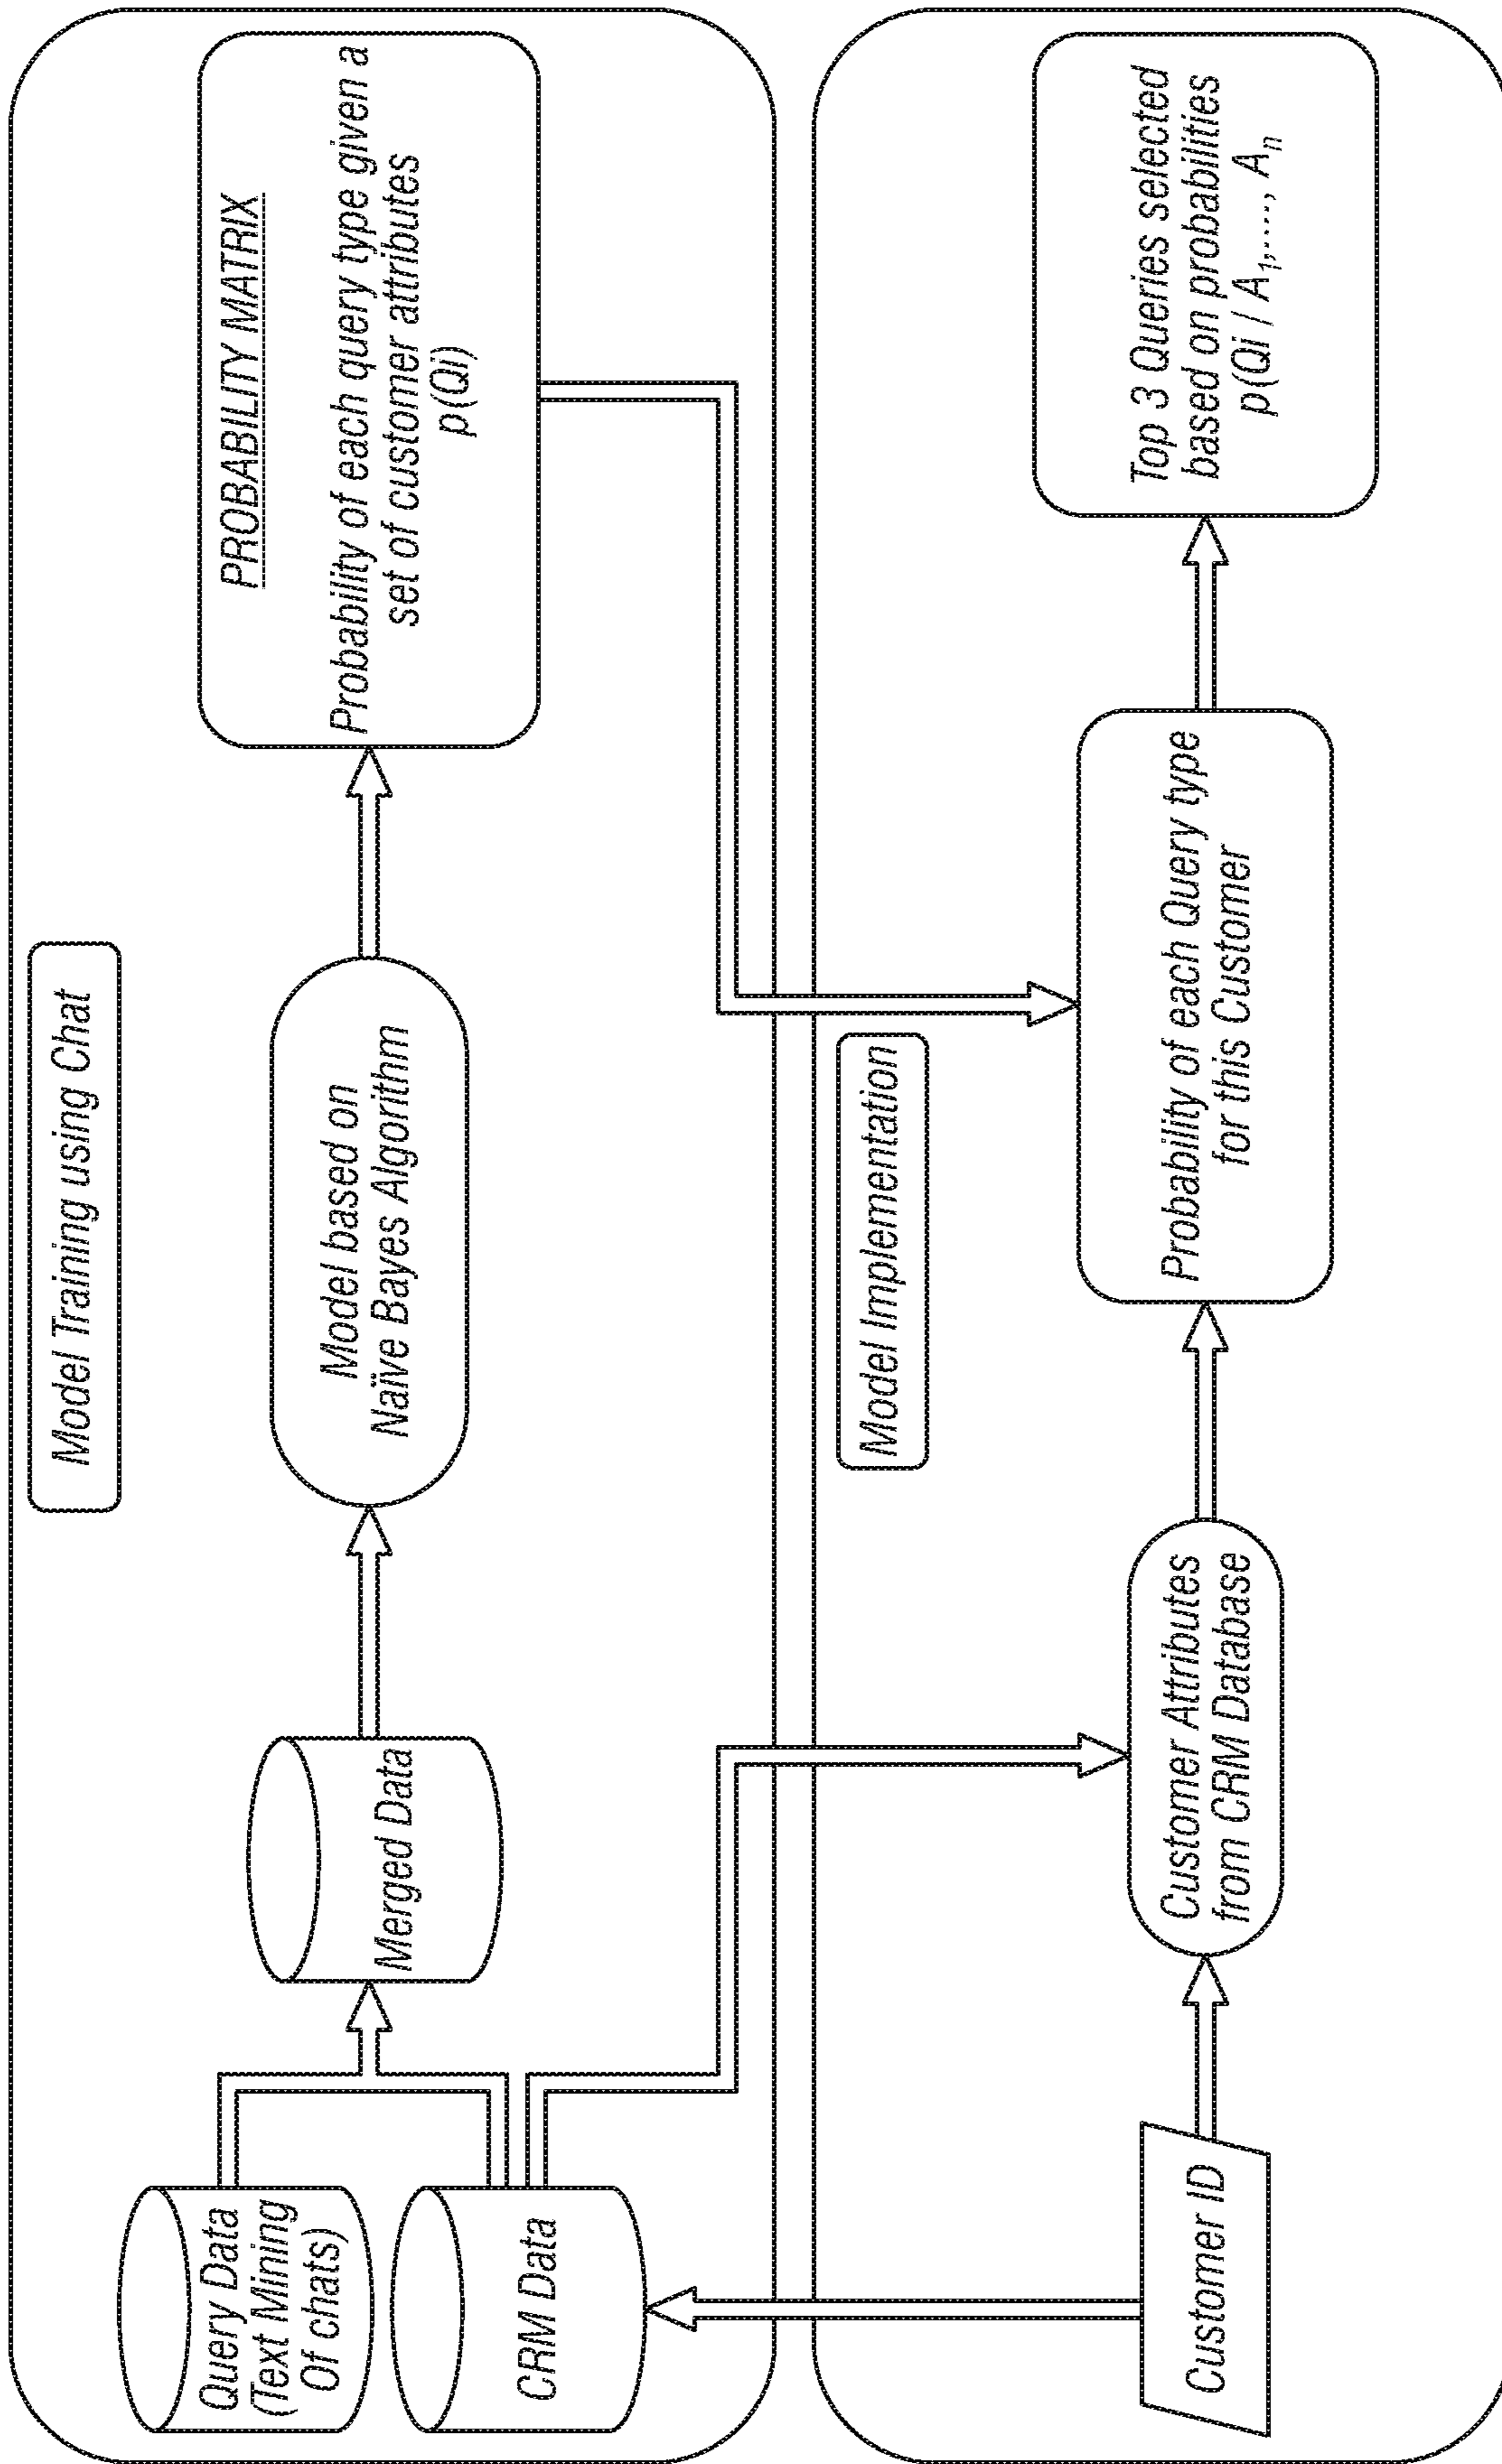 Model Training using Chat
Query Data
(Text Mining
Of chats)
CRM Data
Merged Data
Model based on
Naïve Bayes Algorithm
PROBABILITY MATRIX
Probability of each query type given a
set of customer attributes
p(Qi)
Model Implementation
Customer ID
Customer Attributes
from CRM Database
Probability of each Query type
for this Customer
Top 3 Queries selected
based on probabilities
p(Qi / A₁,...., Aₙ